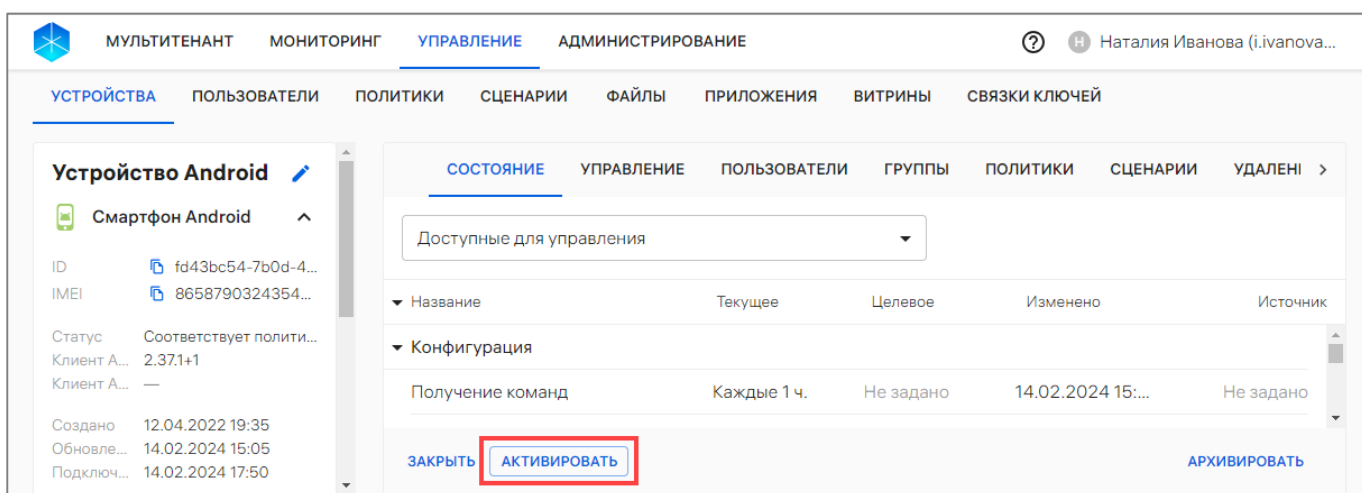 МУЛЬТИТЕНАНТ МОНИТОРИНГ УПРАВЛЕНИЕ АДМИНИСТРИРОВАНИЕ Н Наталия Иванова (i.ivanova...
УСТРОЙСТВА ПОЛЬЗОВАТЕЛИ ПОЛИТИКИ СЦЕНАРИИ ФАЙЛЫ ПРИЛОЖЕНИЯ ВИТРИНЫ СВЯЗКИ КЛЮЧЕЙ
Устройство Android
Смартфон Android
ID fd43bc54-7b0d-4...
IMEI 8658790324354...
Статус Соответствует полити...
Клиент А... 2.37.1+1
Клиент А... —
Создано 12.04.2022 19:35
Обновле... 14.02.2024 15:05
Подключ... 14.02.2024 17:50
СОСТОЯНИЕ УПРАВЛЕНИЕ ПОЛЬЗОВАТЕЛИ ГРУППЫ ПОЛИТИКИ СЦЕНАРИИ УДАЛЕНІ
Доступные для управления
Название Текущее Целевое Изменено Источник
Конфигурация
Получение команд Каждые 1 ч. Не задано 14.02.2024 15:... Не задано
ЗАКРЫТЬ АКТИВИРОВАТЬ АРХИВИРОВАТЬ